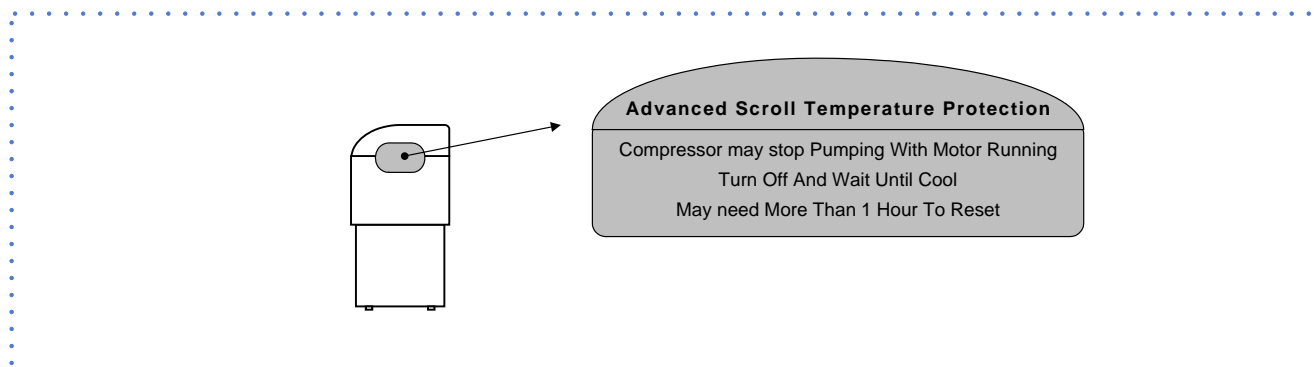 Advanced Scroll Temperature Protection
Compressor may stop Pumping With Motor Running
Turn Off And Wait Until Cool
May need More Than 1 Hour To Reset